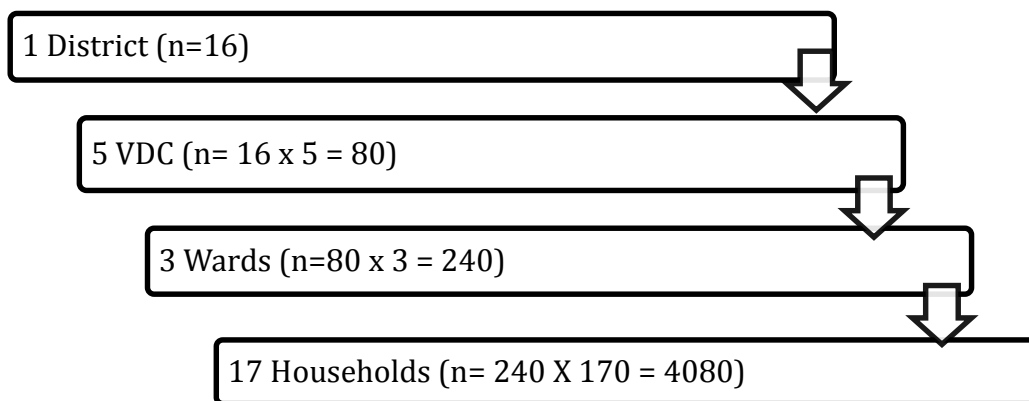 1 District (n=16)
5 VDC (n= 16 x 5 = 80)
3 Wards (n=80 x 3 = 240)
17 Households (n= 240 X 170 = 4080)